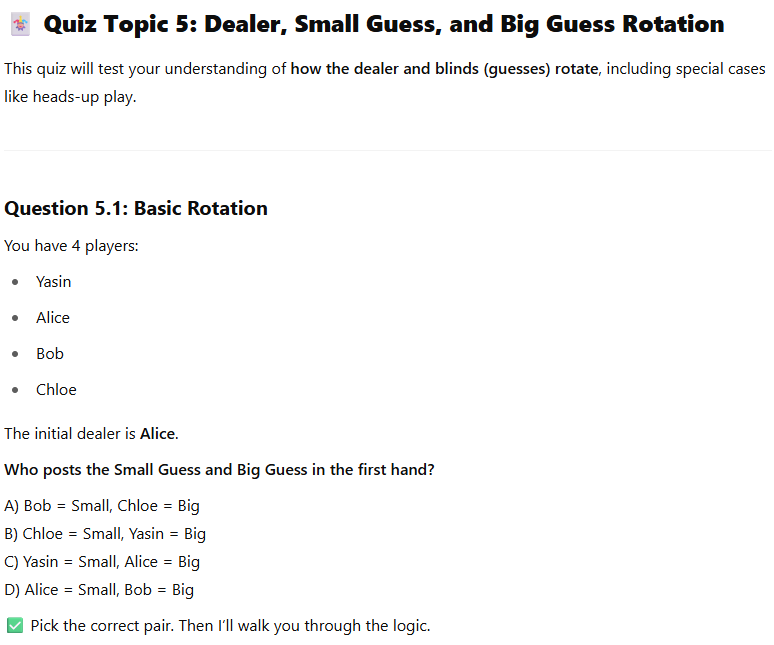 🃏 Quiz Topic 5: Dealer, Small Guess, and Big Guess Rotation
This quiz will test your understanding of how the dealer and blinds (guesses) rotate, including special cases
like heads-up play.
Question 5.1: Basic Rotation
You have 4 players:
• Yasin
• Alice
• Bob
• Chloe
The initial dealer is Alice.
Who posts the Small Guess and Big Guess in the first hand?
A) Bob = Small, Chloe = Big
B) Chloe = Small, Yasin = Big
C) Yasin = Small, Alice = Big
D) Alice = Small, Bob = Big
✅ Pick the correct pair. Then I’ll walk you through the logic.